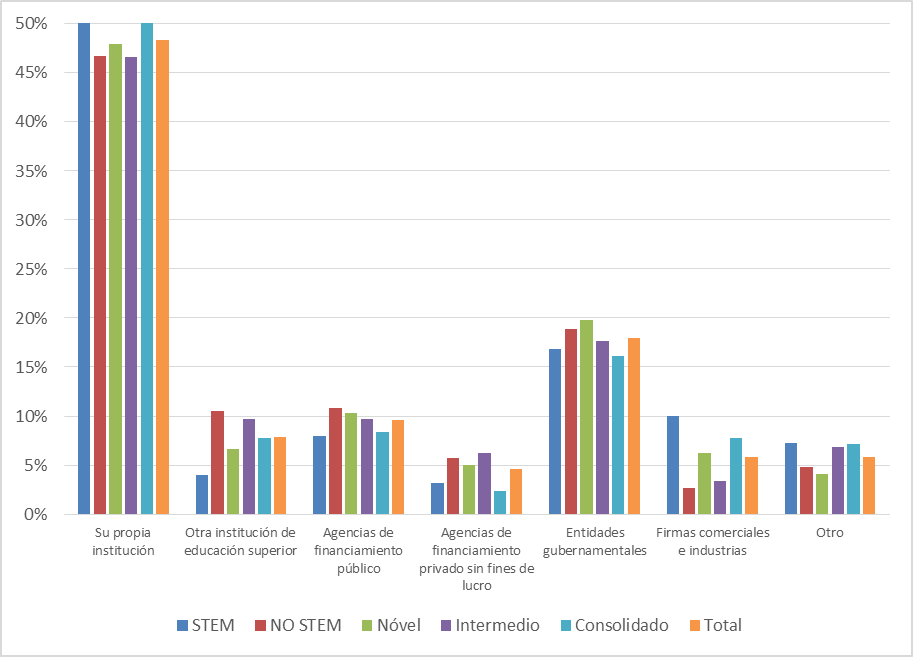 50%
45%
40%
35%
30%
25%
20%
15%
10%
5%
0%
Su propia
institución
Otra institución de
educación superior
Agencias de
financiamiento
público
Agencias de
financiamiento
privado sin fines de
lucro
Entidades
gubernamentales
Firmas comerciales
e industrias
Otro
STEM NO STEM Nóvel Intermedio Consolidado Total